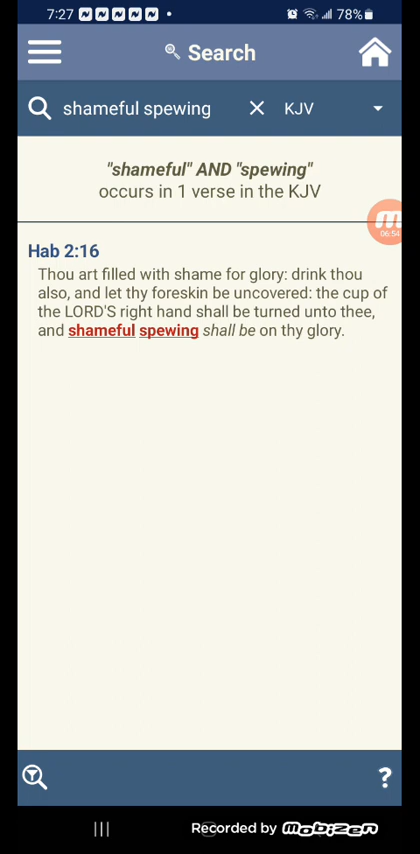 7:27 N N N N N • 78%
Search
shameful spewing KJV
"shameful" AND "spewing"
occurs in 1 verse in the KJV
06:54
Hab 2:16
Thou art filled with shame for glory: drink thou
also, and let thy foreskin be uncovered: the cup of
the LORD'S right hand shall be turned unto thee,
and shameful spewing shall be on thy glory.
?
Recorded by mobizen